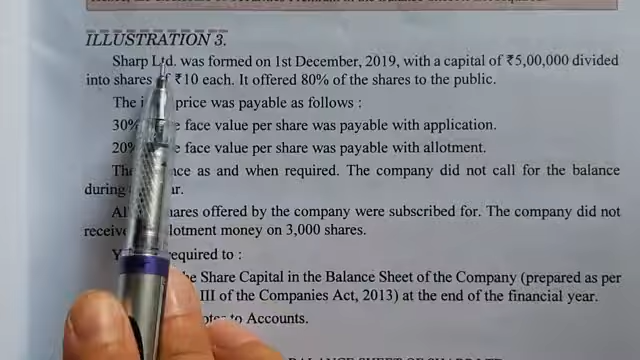 ILLUSTRATION 3.
Sharp Ltd. was formed on 1st December, 2019, with a capital of ₹5,00,000 divided
into shares ₹10 each. It offered 80% of the shares to the public.
The price was payable as follows :
30% face value per share was payable with application.
20% face value per share was payable with allotment.
The as and when required. The company did not call for the balance
during
shares offered by the company were subscribed for. The company did not
money on 3,000 shares.
required to :
Share Capital in the Balance Sheet of the Company (prepared as per
III of the Companies Act, 2013) at the end of the financial year.
to Accounts.